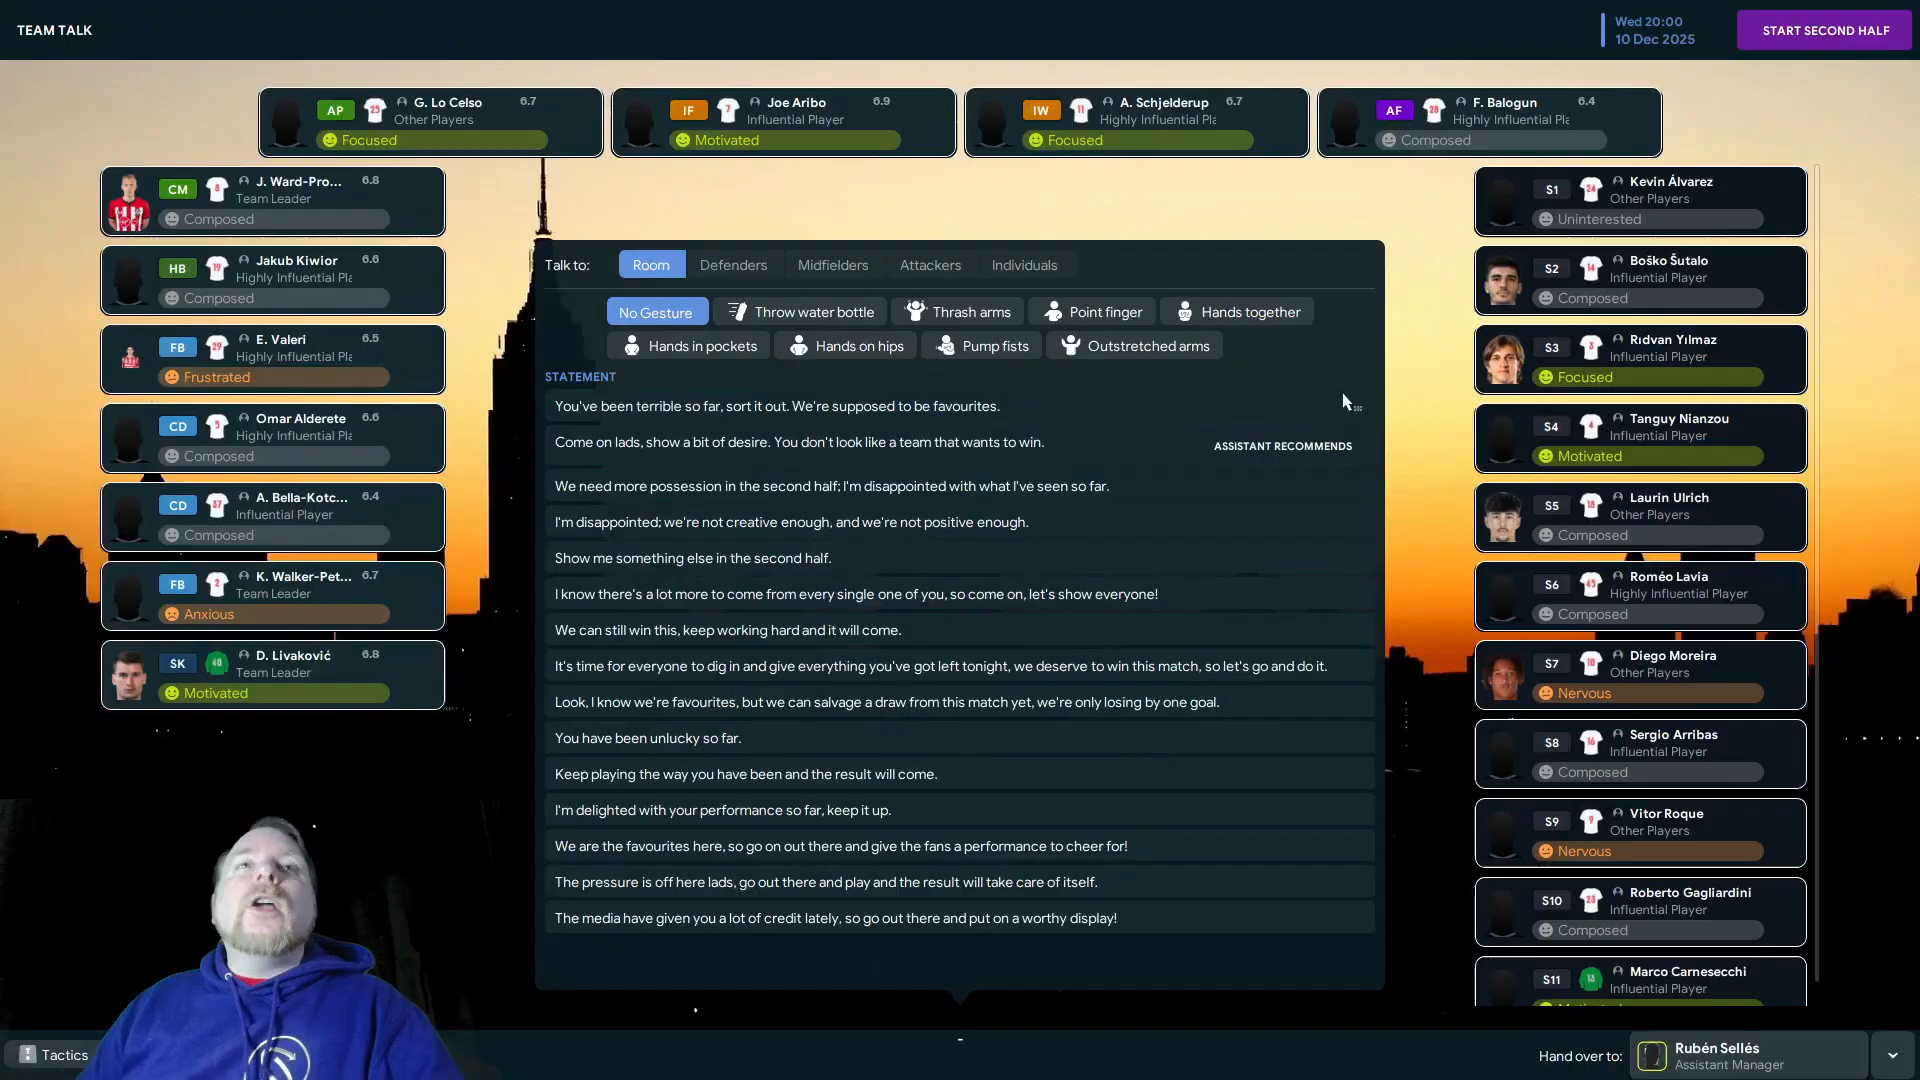 TEAM TALK
Wed 20:00
10 Dec 2025
START SECOND HALF
AP
25
G. Lo Celso
6.7
Other Players
Focused
IF
7
Joe Aribo
6.9
Influential Player
Motivated
IW
11
A. Schjelderup
6.7
Highly Influential Pla
Focused
AF
28
F. Balogun
6.4
Highly Influential Pla
Composed
CM
8
J. Ward-Pro...
6.8
Team Leader
Composed
HB
19
Jakub Kiwior
6.6
Highly Influential Pla
Composed
FB
29
E. Valeri
6.5
Highly Influential Pla
Frustrated
CD
5
Omar Alderete
6.6
Highly Influential Pla
Composed
CD
37
A. Bella-Kotc...
6.4
Influential Player
Composed
FB
2
K. Walker-Pet...
6.7
Team Leader
Anxious
SK
40
D. Livaković
6.8
Team Leader
Motivated
Talk to:
Room
Defenders
Midfielders
Attackers
Individuals
No Gesture
Throw water bottle
Thrash arms
Point finger
Hands together
Hands in pockets
Hands on hips
Pump fists
Outstretched arms
STATEMENT
You've been terrible so far, sort it out. We're supposed to be favourites.
Come on lads, show a bit of desire. You don't look like a team that wants to win.
ASSISTANT RECOMMENDS
We need more possession in the second half; I'm disappointed with what I've seen so far.
I'm disappointed; we're not creative enough, and we're not positive enough.
Show me something else in the second half.
I know there's a lot more to come from every single one of you, so come on, let's show everyone!
We can still win this, keep working hard and it will come.
It's time for everyone to dig in and give everything you've got left tonight, we deserve to win this match, so let's go and do it.
Look, I know we're favourites, but we can salvage a draw from this match yet, we're only losing by one goal.
You have been unlucky so far.
Keep playing the way you have been and the result will come.
I'm delighted with your performance so far, keep it up.
We are the favourites here, so go on out there and give the fans a performance to cheer for!
The pressure is off here lads, go out there and play and the result will take care of itself.
The media have given you a lot of credit lately, so go out there and put on a worthy display!
S1
24
Kevin Álvarez
Other Players
Uninterested
S2
14
Boško Šutalo
Influential Player
Composed
S3
3
Rıdvan Yılmaz
Influential Player
Focused
S4
4
Tanguy Nianzou
Influential Player
Motivated
S5
18
Laurin Ulrich
Other Players
Composed
S6
45
Roméo Lavia
Highly Influential Player
Composed
S7
10
Diego Moreira
Other Players
Nervous
S8
16
Sergio Arribas
Influential Player
Composed
S9
9
Vitor Roque
Other Players
Nervous
S10
23
Roberto Gagliardini
Influential Player
Composed
S11
13
Marco Carnesecchi
Influential Player
Tactics
Hand over to:
Rubén Sellés
Assistant Manager